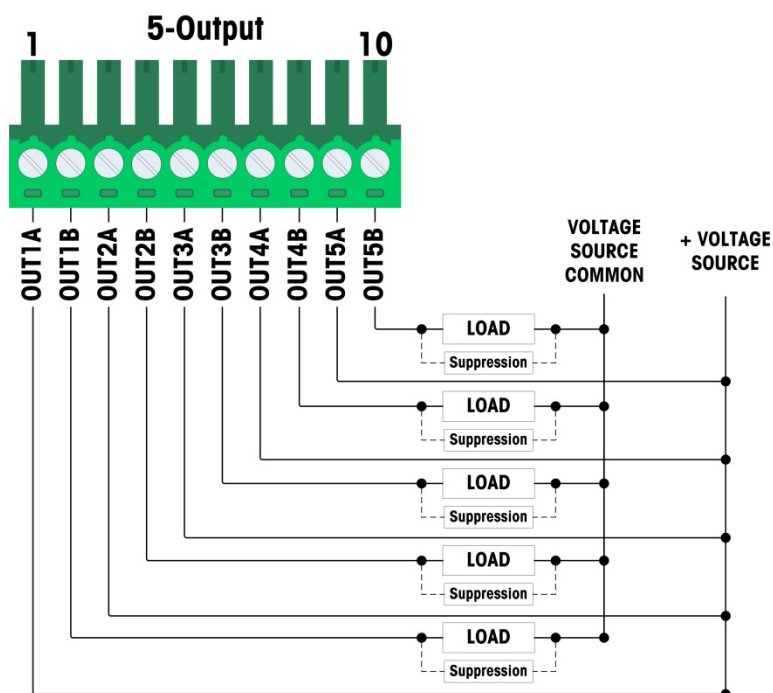 5-Output
1 10
OUT1A
OUT1B
OUT2A
OUT2B
OUT3A
OUT3B
OUT4A
OUT4B
OUT5A
OUT5B
VOLTAGE
SOURCE
COMMON
+ VOLTAGE
SOURCE
LOAD
Suppression
LOAD
Suppression
LOAD
Suppression
LOAD
Suppression
LOAD
Suppression